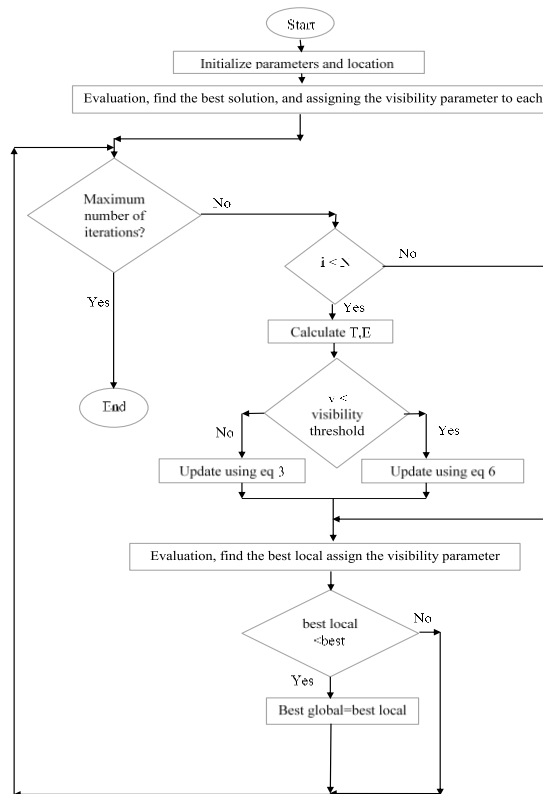 Start
Initialize parameters and location
Evaluation, find the best solution, and assigning the visibility parameter to each
Maximum
number of
iterations?
No
i < N
No
Yes
Yes
Calculate T,E
v <
visibility
threshold
End
No
Yes
Update using eq 3
Update using eq 6
Evaluation, find the best local assign the visibility parameter
best local
<best
No
Yes
Best global=best local